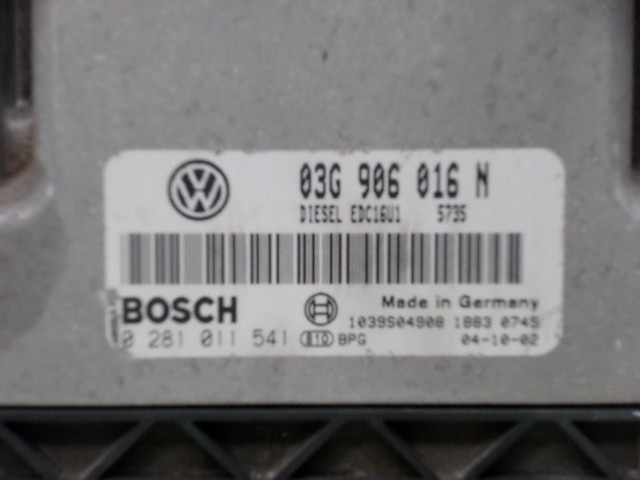 03G 906 016 N
DIESEL EDC16U1 5735
BOSCH
Made in Germany
1039S04908 1883 0745
0 281 011 541 BPG 04-10-02